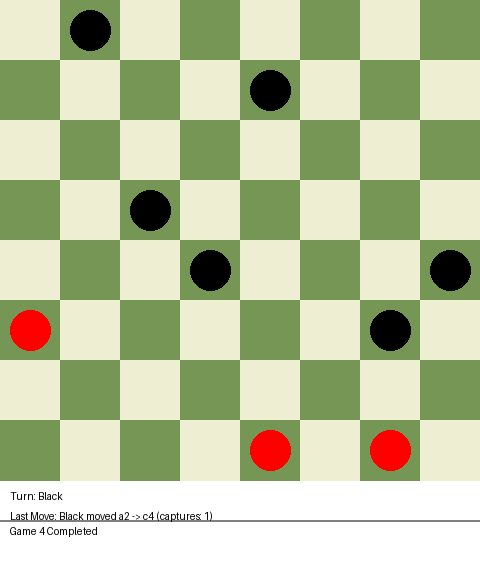 Turn: Black
Last Move: Black moved a2 -> c4 (captures: 1)
Game 4 Completed